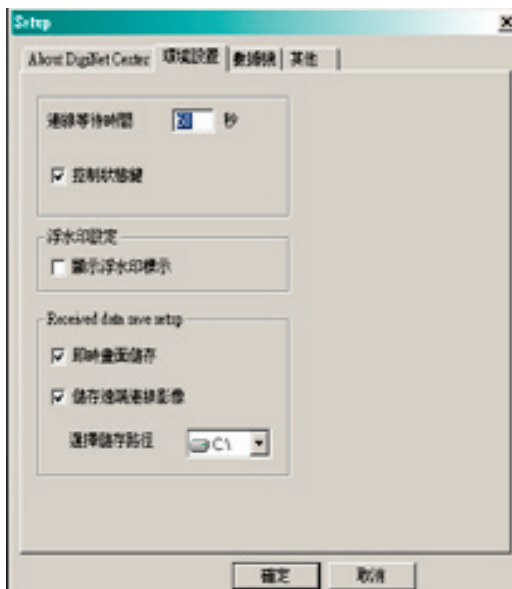 Setup
About DigiNet Center 環境設置 數據機 其他
連線等待時間 60 秒
控制狀態鍵
浮水印設定
顯示浮水印標示
Received data save setup
即時畫面儲存
儲存遠端連線影像
選擇儲存路徑 C:\
確定 取消